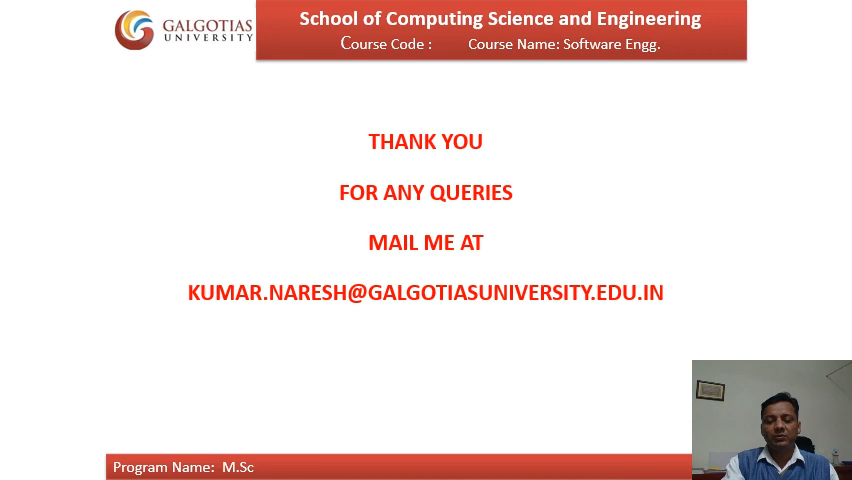 GALGOTIAS
UNIVERSITY
School of Computing Science and Engineering
Course Code : Course Name: Software Engg.
THANK YOU
FOR ANY QUERIES
MAIL ME AT
KUMAR.NARESH@GALGOTIASUNIVERSITY.EDU.IN
Program Name: M.Sc